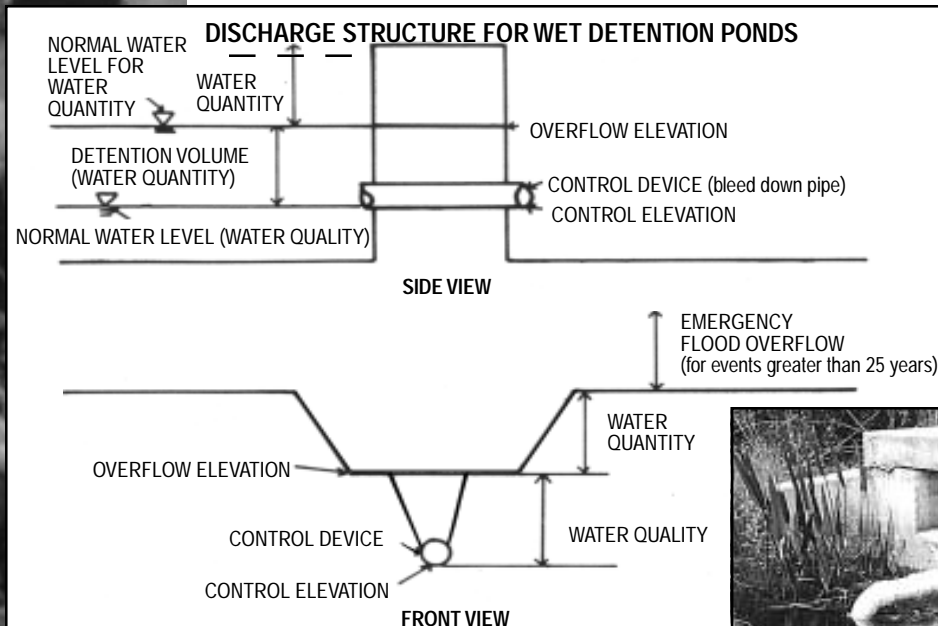 DISCHARGE STRUCTURE FOR WET DETENTION PONDS
NORMAL WATER
LEVEL FOR
WATER
QUANTITY
WATER
QUANTITY
OVERFLOW ELEVATION
DETENTION VOLUME
(WATER QUANTITY)
CONTROL DEVICE (bleed down pipe)
CONTROL ELEVATION
NORMAL WATER LEVEL (WATER QUALITY)
SIDE VIEW
EMERGENCY
FLOOD OVERFLOW
(for events greater than 25 years)
WATER
QUANTITY
OVERFLOW ELEVATION
WATER QUALITY
CONTROL DEVICE
CONTROL ELEVATION
FRONT VIEW